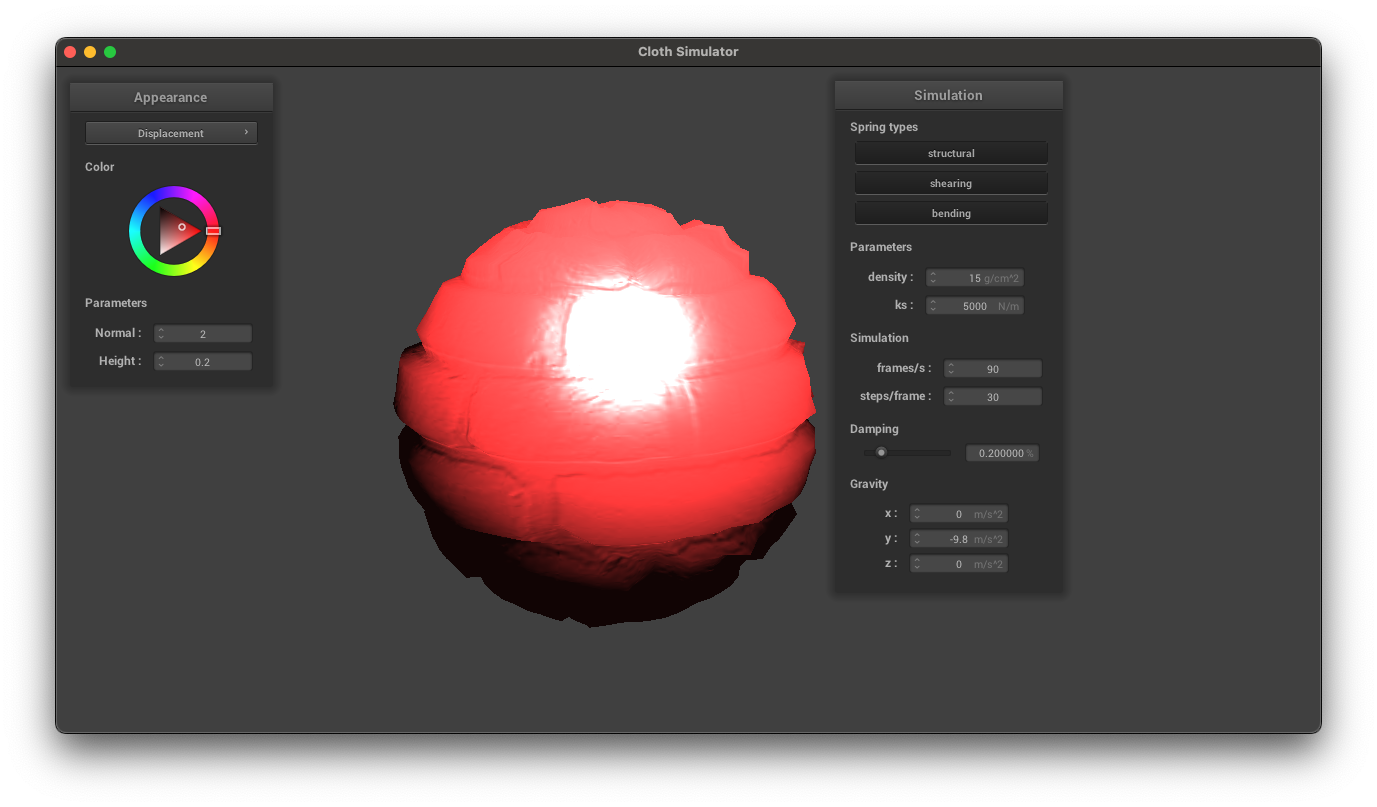 Cloth Simulator
Appearance
Displacement
Color
Parameters
Normal : 2
Height : 0.2
Simulation
Spring types
structural
shearing
bending
Parameters
density : 15 g/cm^2
ks : 5000 N/m
Simulation
frames/s : 90
steps/frame : 30
Damping
0.200000 %
Gravity
x : 0 m/s^2
y : -9.8 m/s^2
z : 0 m/s^2